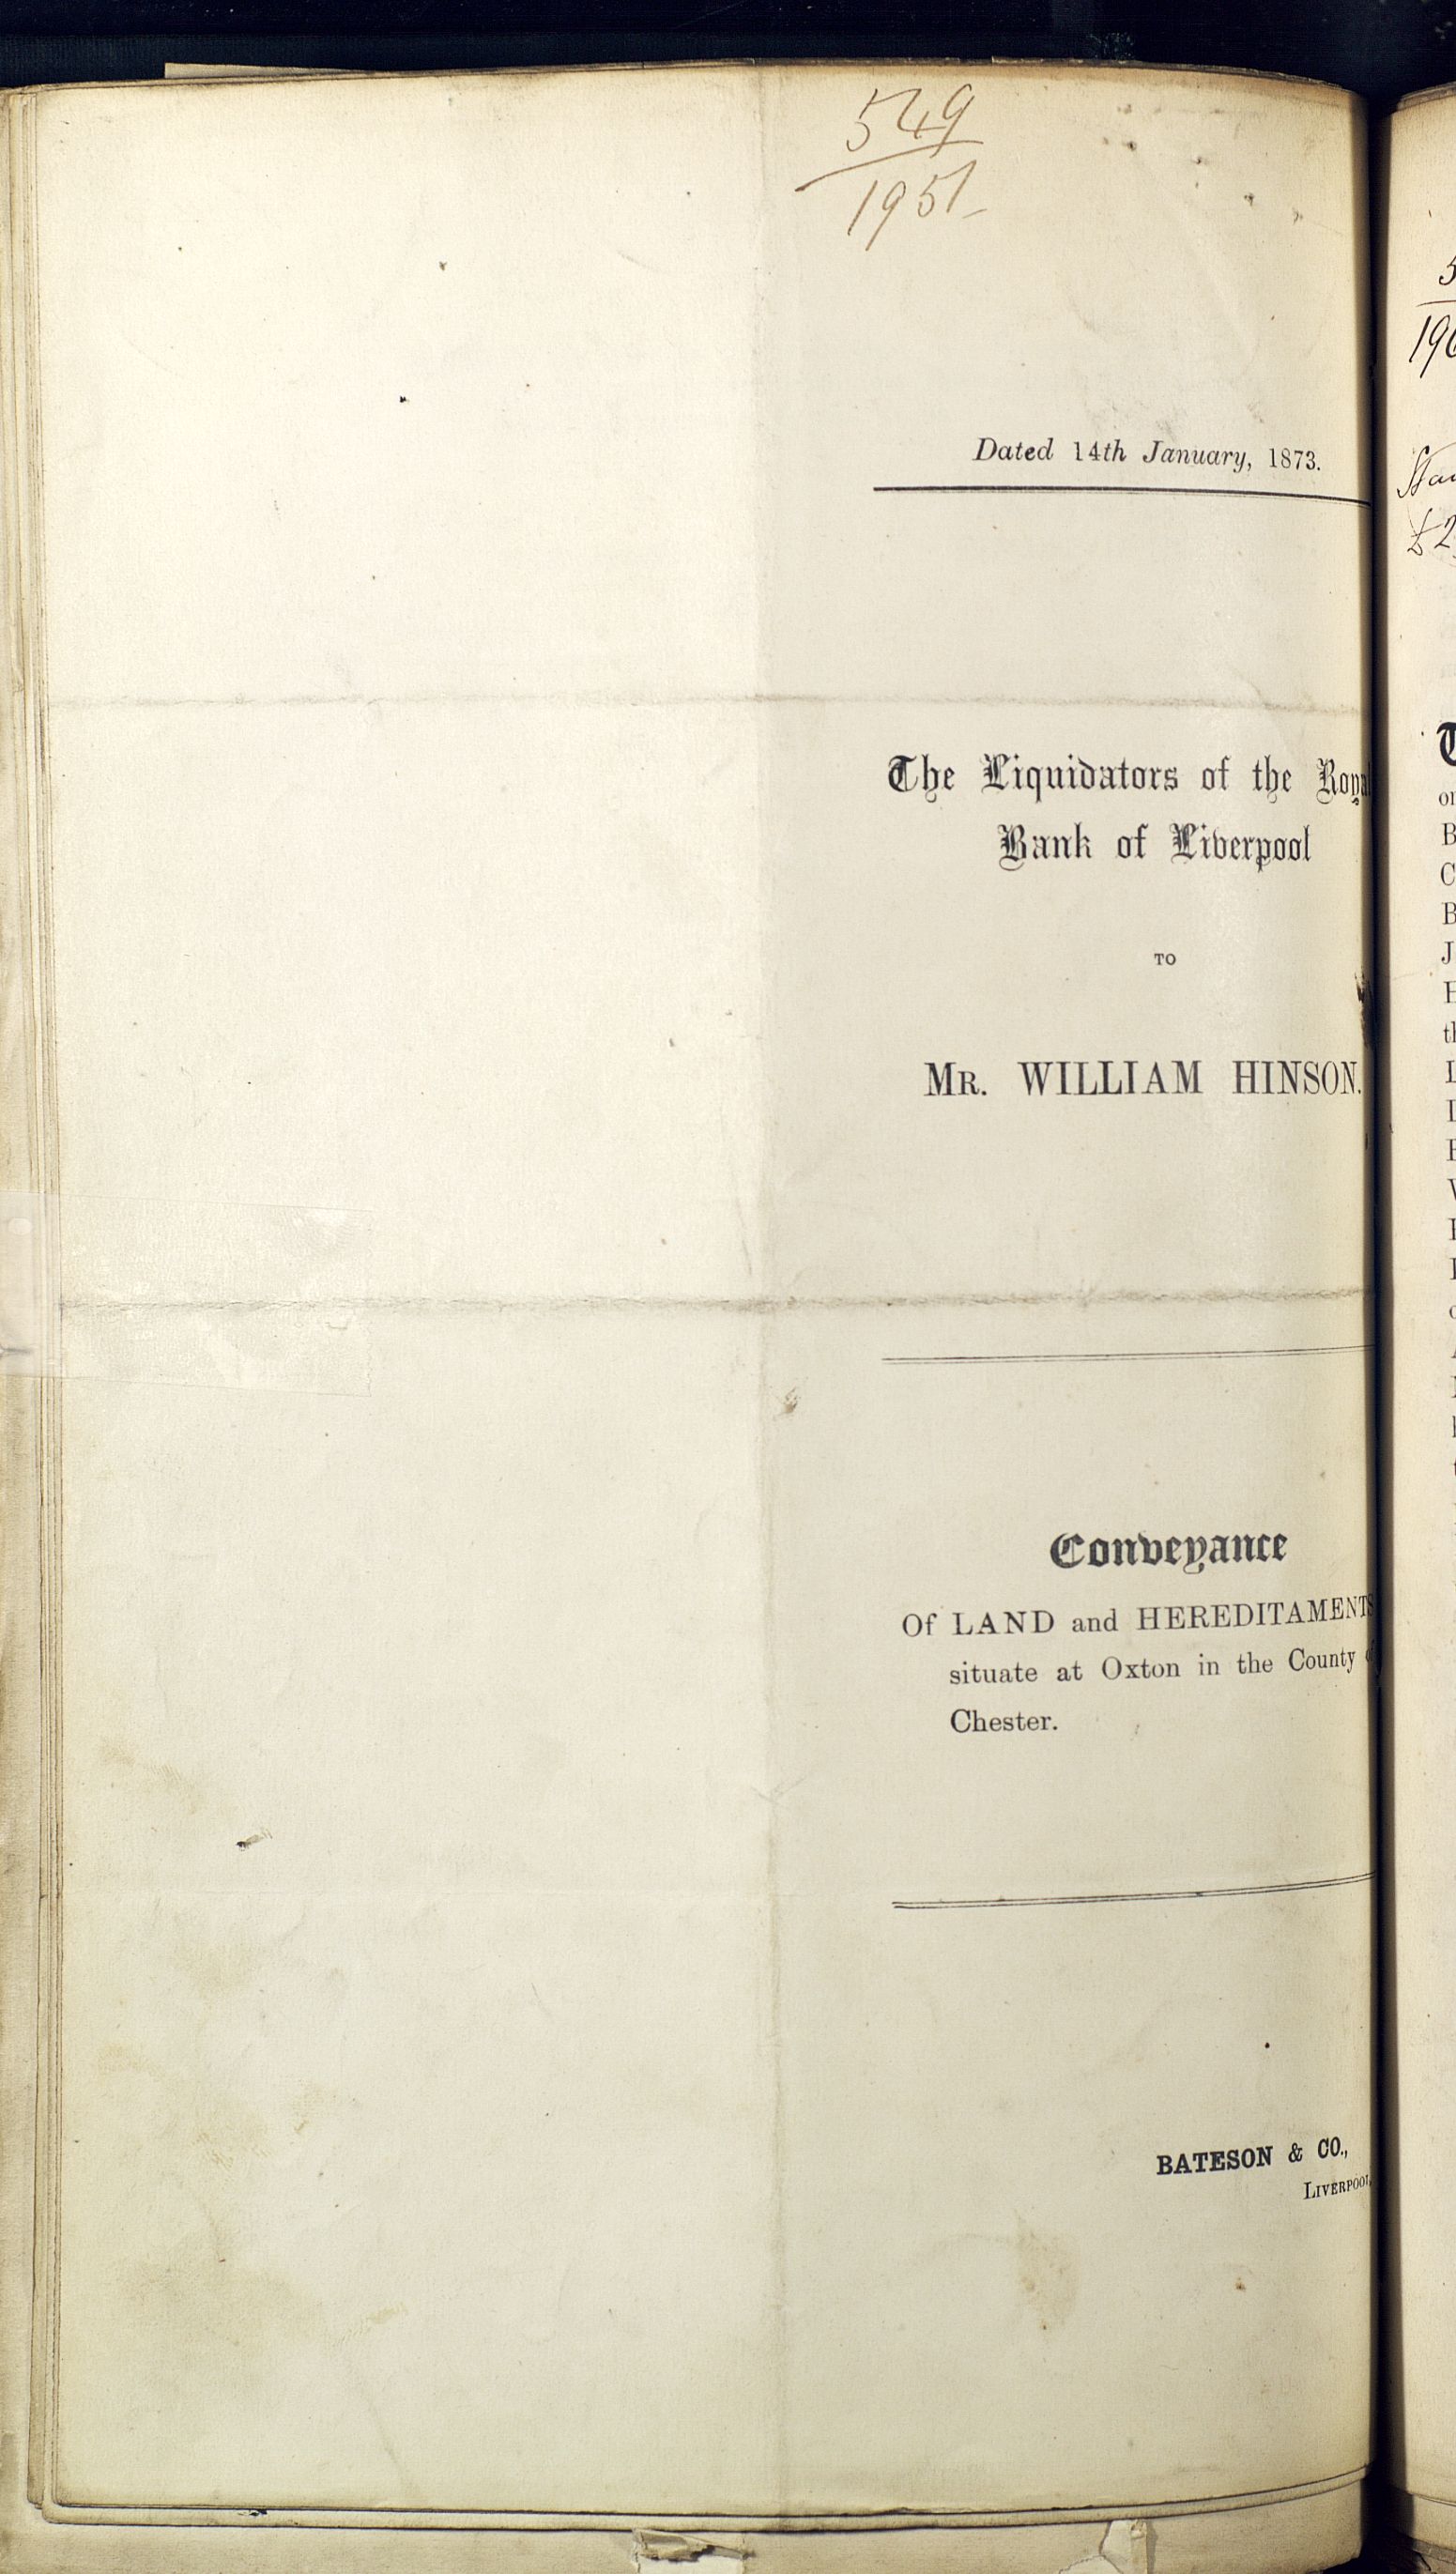 549
1951
Dated 14th January, 1873.
The Liquidators of the Royal
Bank of Liverpool
TO
MR. WILLIAM HINSON.
Conveyance
Of LAND and HEREDITAMENTS
situate at Oxton in the County of
Chester.
BATESON & CO.,
LIVERPOOL